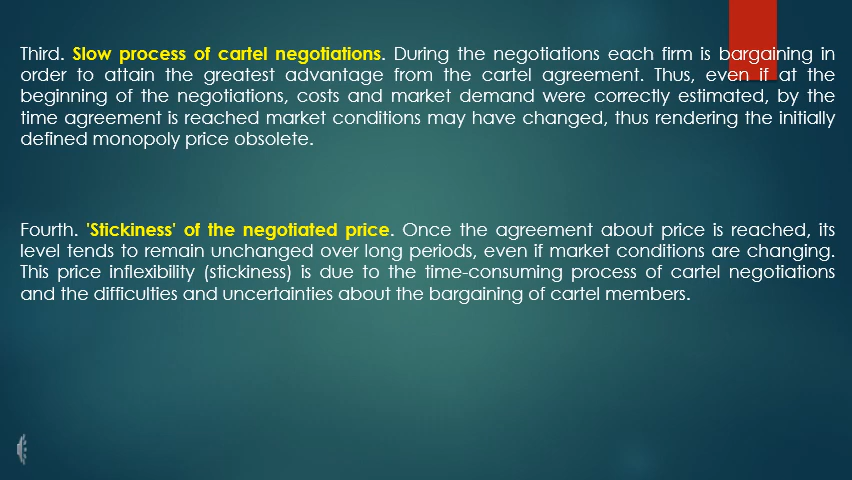 Third. Slow process of cartel negotiations. During the negotiations each firm is bargaining in
order to attain the greatest advantage from the cartel agreement. Thus, even if at the
beginning of the negotiations, costs and market demand were correctly estimated, by the
time agreement is reached market conditions may have changed, thus rendering the initially
defined monopoly price obsolete.
Fourth. 'Stickiness' of the negotiated price. Once the agreement about price is reached, its
level tends to remain unchanged over long periods, even if market conditions are changing.
This price inflexibility (stickiness) is due to the time-consuming process of cartel negotiations
and the difficulties and uncertainties about the bargaining of cartel members.